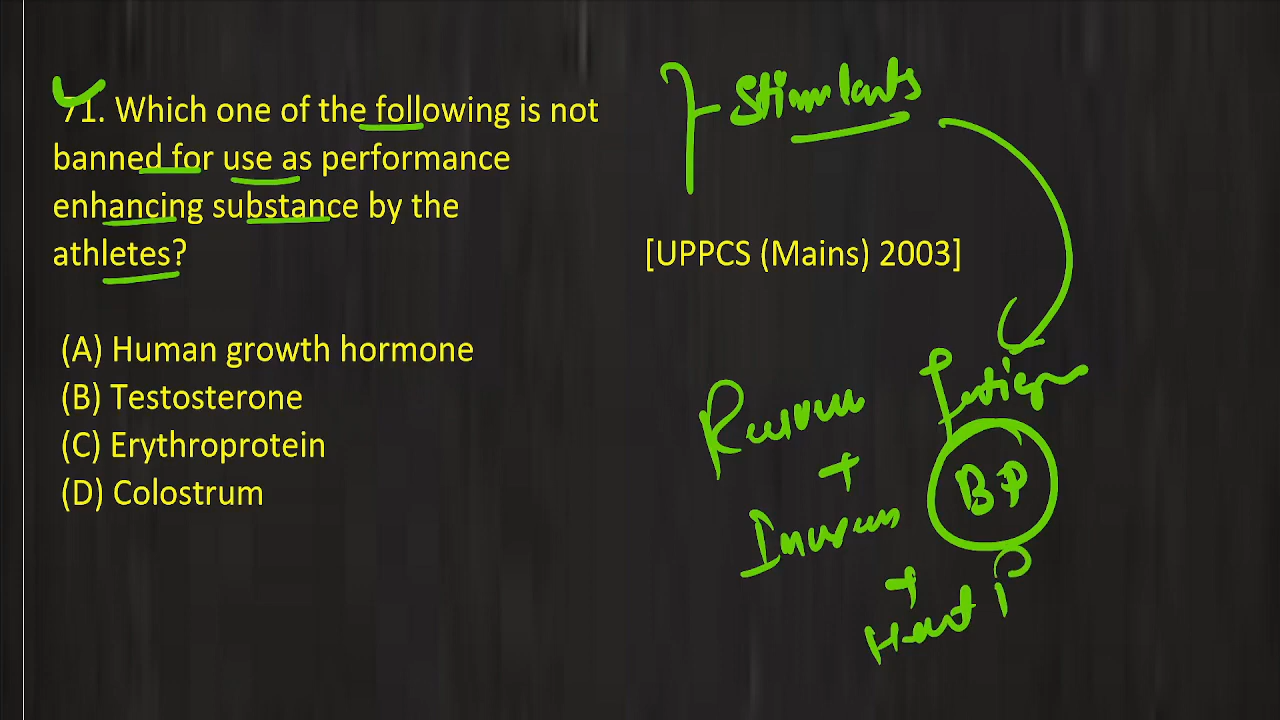 71. Which one of the following is not
banned for use as performance
enhancing substance by the
athletes?
[UPPCS (Mains) 2003]
(A) Human growth hormone
(B) Testosterone
(C) Erythroprotein
(D) Colostrum
Stimulants
BP
+
+
Heart